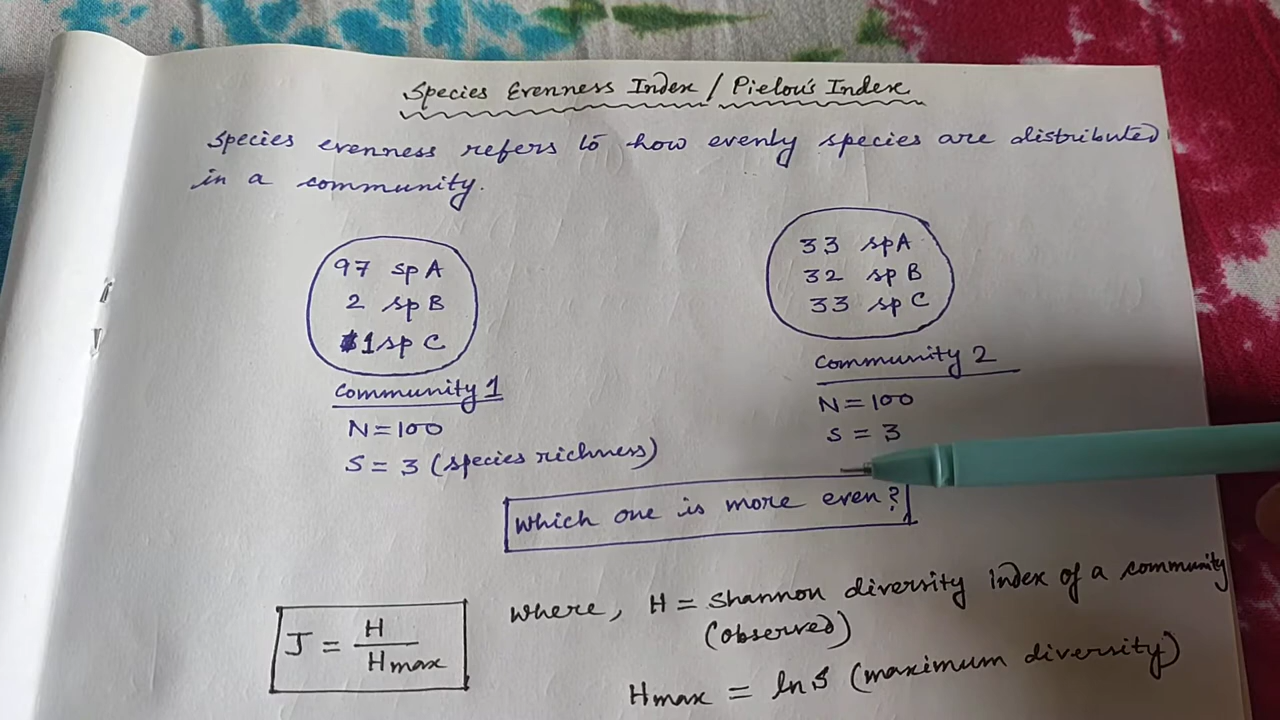 Species Evenness Index / Pielou's Index
Species evenness refers to how evenly species are distributed
in a community.
97 sp A
2 sp B
1 sp C
Community 1
N = 100
S = 3 (species richness)
33 sp A
32 sp B
33 sp C
Community 2
N = 100
S = 3
Which one is more even?
J = H / Hmax
Where, H = Shannon diversity index of a community
(observed)
Hmax = ln S (maximum diversity)